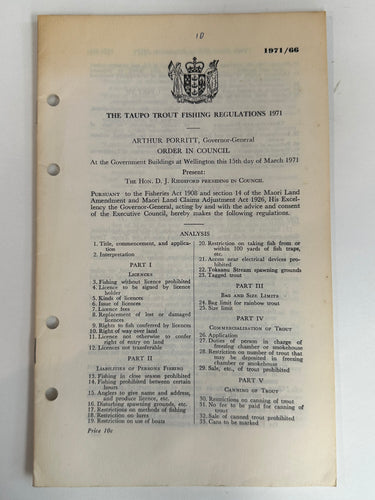 10
1971/66
THE TAUPO TROUT FISHING REGULATIONS 1971
ARTHUR PORRITT, Governor-General
ORDER IN COUNCIL
At the Government Buildings at Wellington this 15th day of March 1971
Present:
THE HON. D. J. RIDDIFORD PRESIDING IN COUNCIL
PURSUANT to the Fisheries Act 1908 and section 14 of the Maori Land
Amendment and Maori Land Claims Adjustment Act 1926, His Excel-
lency the Governor-General, acting by and with the advice and consent
of the Executive Council, hereby makes the following regulations.
ANALYSIS
1. Title, commencement, and applica-
tion
2. Interpretation
PART I
LICENCES
3. Fishing without licence prohibited
4. Licence to be signed by licence
holder
5. Kinds of licences
6. Issue of licences
7. Licence fees
8. Replacement of lost or damaged
licences
9. Rights to fish conferred by licences
10. Right of way over land
11. Licence not otherwise to confer
right of entry on land
12. Licences not transferable
PART II
LIABILITIES OF PERSONS FISHING
13. Fishing in close season prohibited
14. Fishing prohibited between certain
hours
15. Anglers to give name and address,
and produce licence, etc.
16. Disturbing spawning grounds, etc.
17. Restrictions on methods of fishing
18. Restriction on lures
19. Restriction on use of boats
20. Restriction on taking fish from or
within 100 yards of fish traps,
etc.
21. Access near electrical devices pro-
hibited
22. Tokaanu Stream spawning grounds
23. Tagged trout
PART III
BAG AND SIZE LIMITS
24. Bag limit for rainbow trout
25. Size limit
PART IV
COMMERCIALISATION OF TROUT
26. Application
27. Duties of person in charge of
freezing chamber or smokehouse
28. Restriction on number of trout that
may be deposited in freezing
chamber or smokehouse
29. Sale, etc., of trout prohibited
PART V
CANNING OF TROUT
30. Restrictions on canning of trout
31. No fee to be paid for canning of
trout
32. Sale of canned trout prohibited
33. Cans to be marked
Price 10c